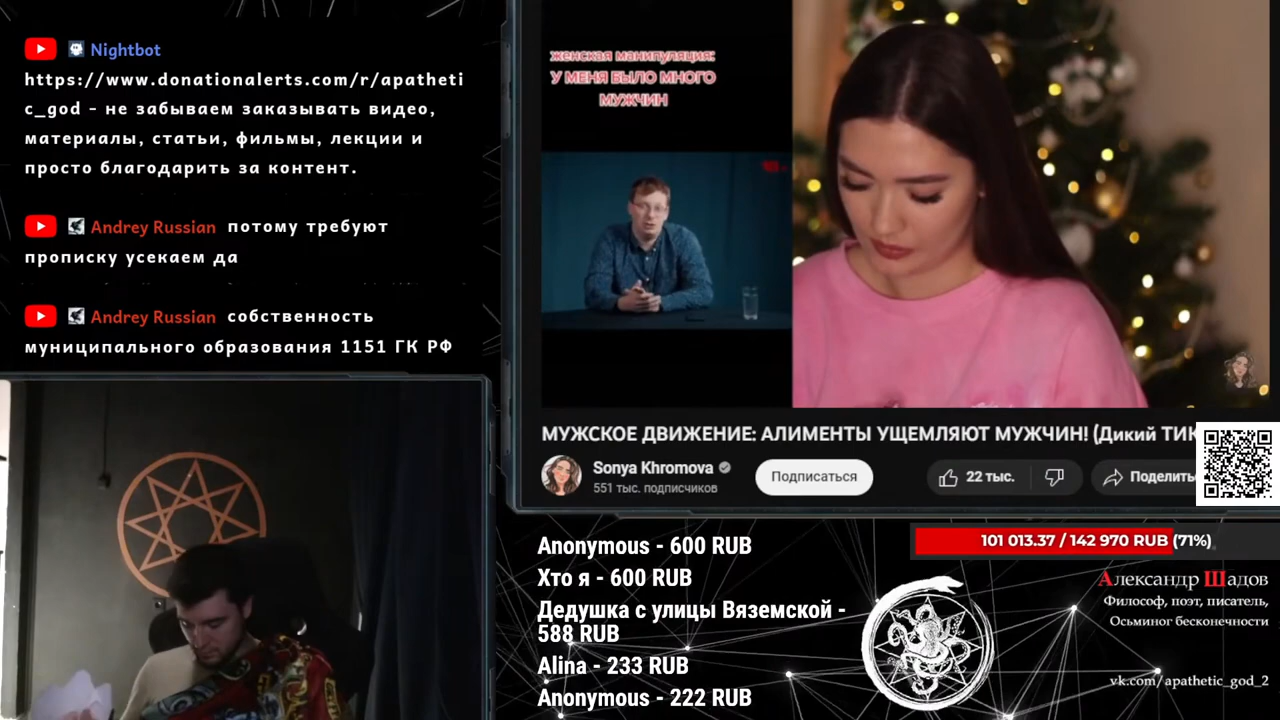 Nightbot
https://www.donationalerts.com/r/apatheti
c_god - не забываем заказывать видео,
материалы, статьи, фильмы, лекции и
просто благодарить за контент.
Andrey Russian потому требуют
прописку усекаем да
Andrey Russian собственность
муниципального образования 1151 ГК РФ
женская манипуляция:
У МЕНЯ БЫЛО МНОГО
МУЖЧИН
МУЖСКОЕ ДВИЖЕНИЕ: АЛИМЕНТЫ УЩЕМЛЯЮТ МУЖЧИН! (Дикий ТИК
Sonya Khromova
551 тыс. подписчиков
Подписаться
22 тыс.
Поделить
Anonymous - 600 RUB
Хто я - 600 RUB
Дедушка с улицы Вяземской -
588 RUB
Alina - 233 RUB
Anonymous - 222 RUB
101 013.37 / 142 970 RUB (71%)
Александр Шадов
Философ, поэт, писатель,
Осьминог бесконечности
vk.com/apathetic_god_2